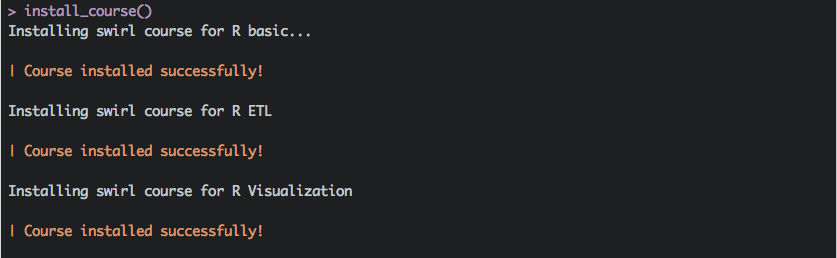 > install_course()
Installing swirl course for R basic...
| Course installed successfully!
Installing swirl course for R ETL
| Course installed successfully!
Installing swirl course for R Visualization
| Course installed successfully!